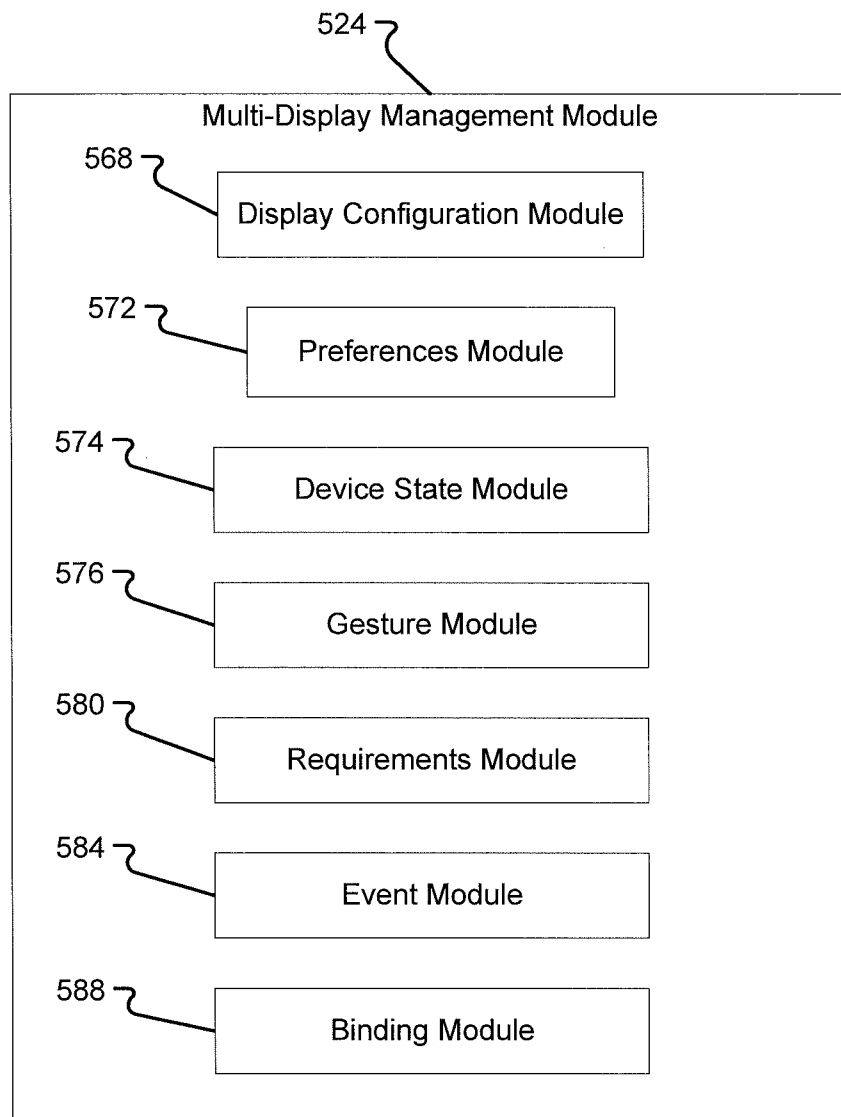 524
Multi-Display Management Module
568
Display Configuration Module
572
Preferences Module
574
Device State Module
576
Gesture Module
580
Requirements Module
584
Event Module
588
Binding Module